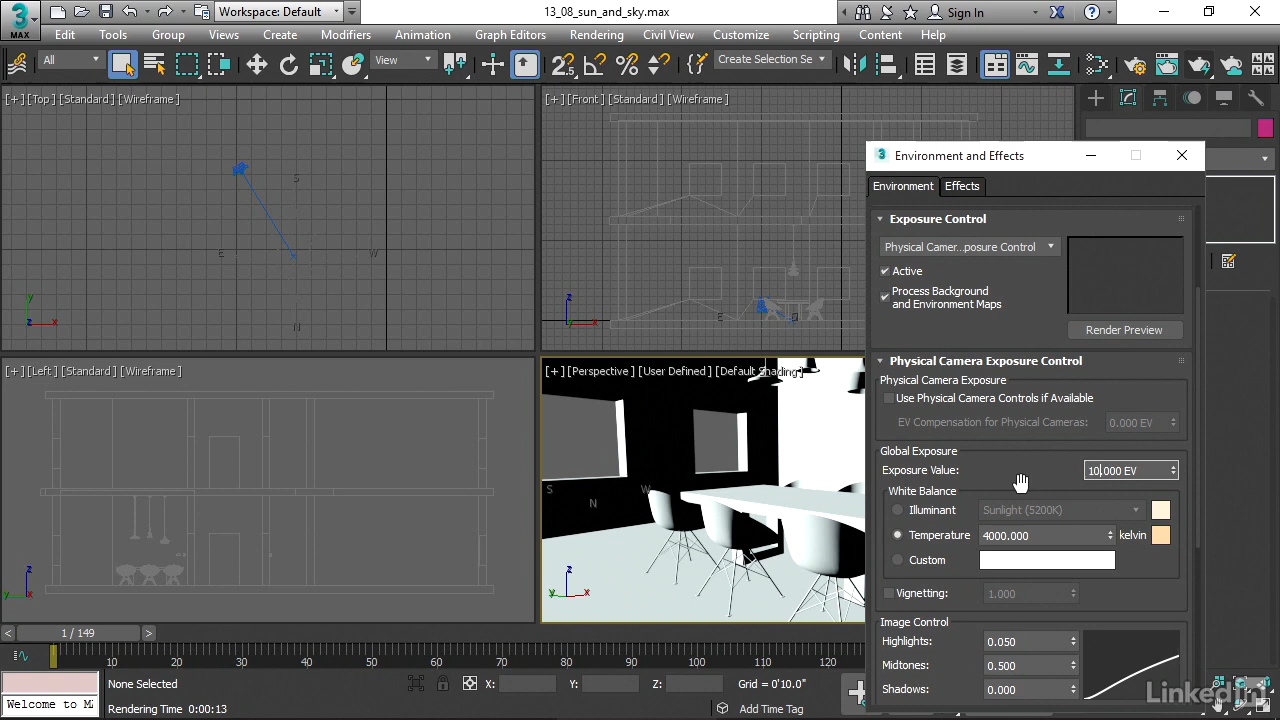 3
MAX
Workspace: Default
13_08_sun_and_sky.max
Sign In
Edit Tools Group Views Create Modifiers Animation Graph Editors Rendering Civil View Customize Scripting Content Help
All
View
2.5
Create Selection Se
[+] [Top] [Standard] [Wireframe]
S
E W
N
y
z x
[+] [Front] [Standard] [Wireframe]
E
z
x
[+] [Left] [Standard] [Wireframe]
z
y
[+] [Perspective] [User Defined] [Default Shading]
S N W
z
y x
3 Environment and Effects
Environment Effects
Exposure Control
Physical Camer...posure Control
Active
Process Background
and Environment Maps
Render Preview
Physical Camera Exposure Control
Physical Camera Exposure
Use Physical Camera Controls if Available
EV Compensation for Physical Cameras: 0.000 EV
Global Exposure
Exposure Value: 10.000 EV
White Balance
Illuminant Sunlight (5200K)
Temperature 4000.000 kelvin
Custom
Vignetting: 1.000
Image Control
Highlights: 0.050
Midtones: 0.500
Shadows: 0.000
< 1 / 149 >
10 20 30 40 50 60 70 80 90 100 110 120
None Selected
X: Y: Z: Grid = 0'10.0"
Welcome to MA
Rendering Time 0:00:13
Add Time Tag
LinkedIn